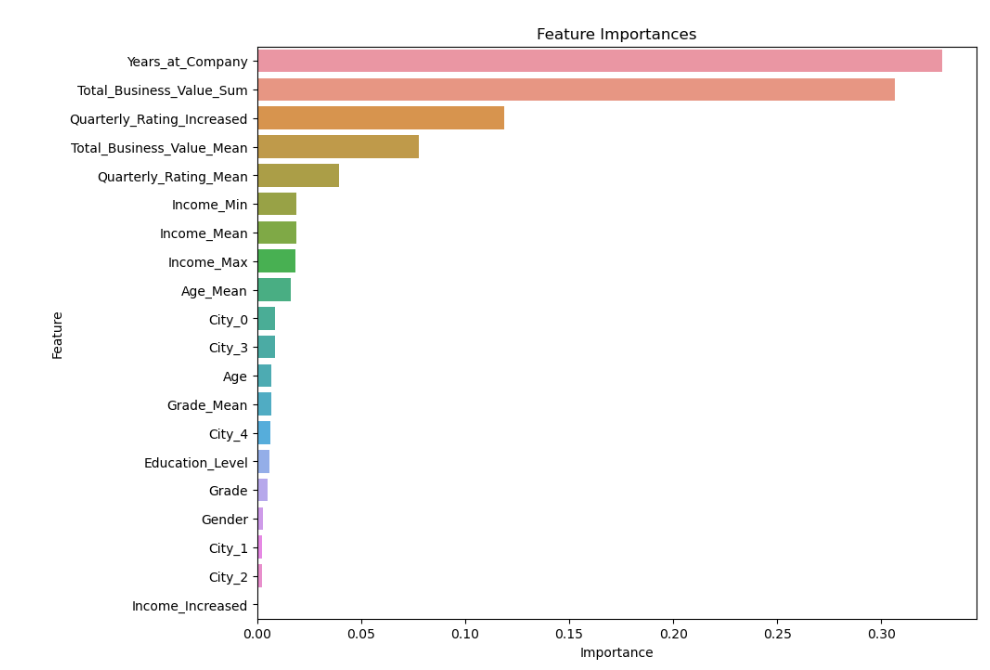 Feature Importances
Years_at_Company
Total_Business_Value_Sum
Quarterly_Rating_Increased
Total_Business_Value_Mean
Quarterly_Rating_Mean
Income_Min
Income_Mean
Income_Max
Age_Mean
City_0
City_3
Age
Grade_Mean
City_4
Education_Level
Grade
Gender
City_1
City_2
Income_Increased
Feature
0.00 0.05 0.10 0.15 0.20 0.25 0.30
Importance